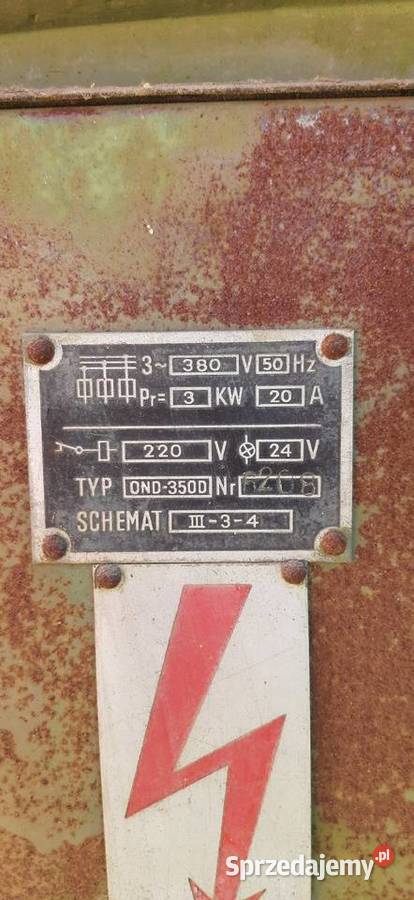 3~ 380 V 50 Hz
Pr= 3 KW 20 A
220 V 24 V
TYP OND-350D Nr
SCHEMAT III-3-4
Sprzedajemy.pl